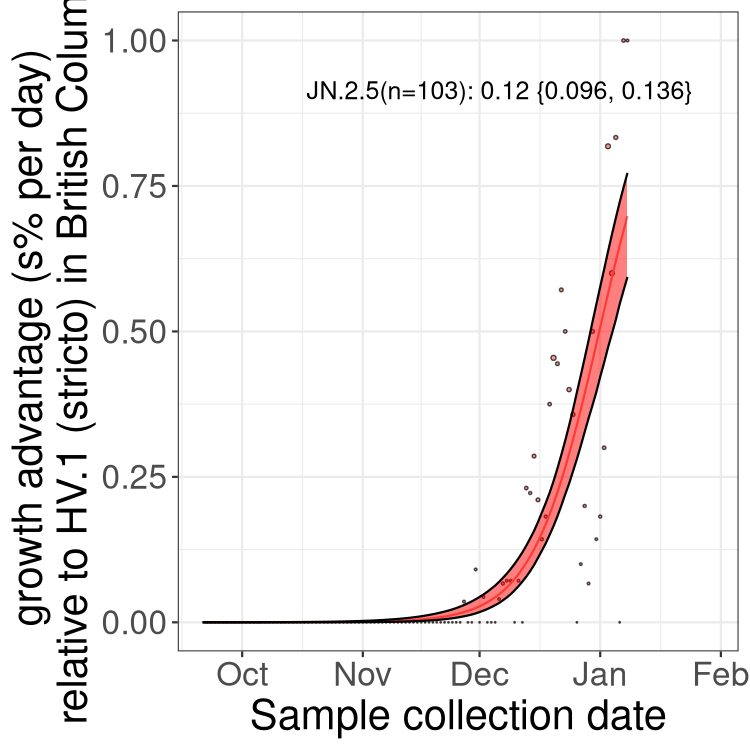 growth advantage (s% per day)
relative to HV.1 (stricto) in British Colum
1.00
0.75
0.50
0.25
0.00
JN.2.5(n=103): 0.12 {0.096, 0.136}
Oct Nov Dec Jan Feb
Sample collection date